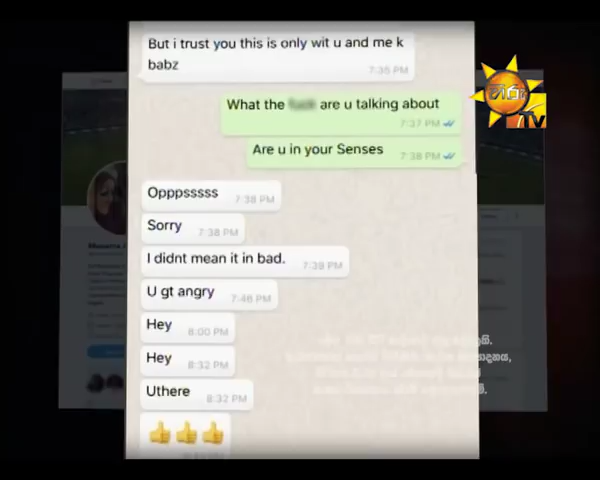 But i trust you this is only wit u and me k
babz
7:35 PM
What the are u talking about
7:37 PM
Are u in your Senses
7:38 PM
Opppsssss
7:38 PM
Sorry
7:38 PM
I didnt mean it in bad.
7:39 PM
U gt angry
7:46 PM
Hey
8:00 PM
Hey
8:32 PM
Uthere
8:32 PM
හිරු
TV